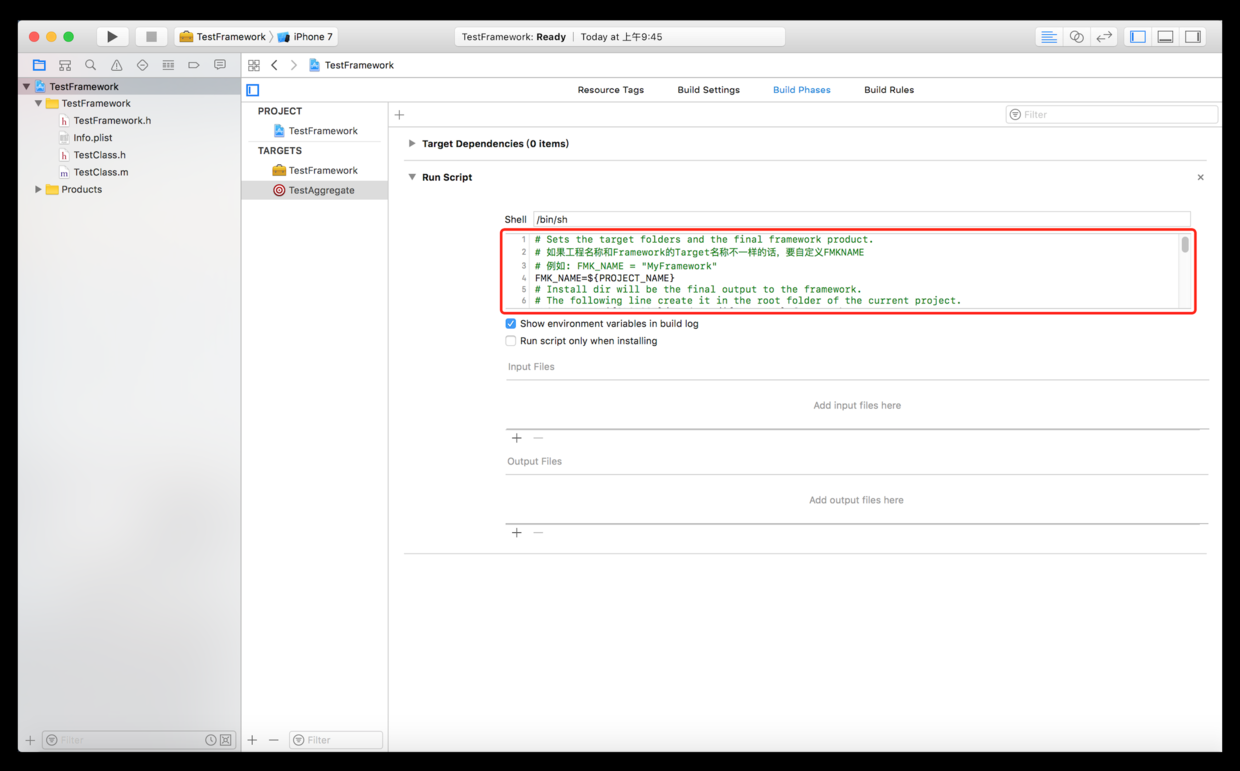 TestFramework
iPhone 7
TestFramework: Ready
Today at 上午9:45
TestFramework
TestFramework
Resource Tags
Build Settings
Build Phases
Build Rules
TestFramework
TestFramework.h
Info.plist
TestClass.h
TestClass.m
Products
PROJECT
TestFramework
TARGETS
TestFramework
TestAggregate
Filter
Target Dependencies (0 items)
Run Script
Shell /bin/sh
1 # Sets the target folders and the final framework product.
2 # 如果工程名称和Framework的Target名称不一样的话，要自定义FMKNAME
3 # 例如: FMK_NAME = "MyFramework"
4 FMK_NAME=${PROJECT_NAME}
5 # Install dir will be the final output to the framework.
6 # The following line create it in the root folder of the current project.
Show environment variables in build log
Run script only when installing
Input Files
Add input files here
Output Files
Add output files here
Filter
Filter